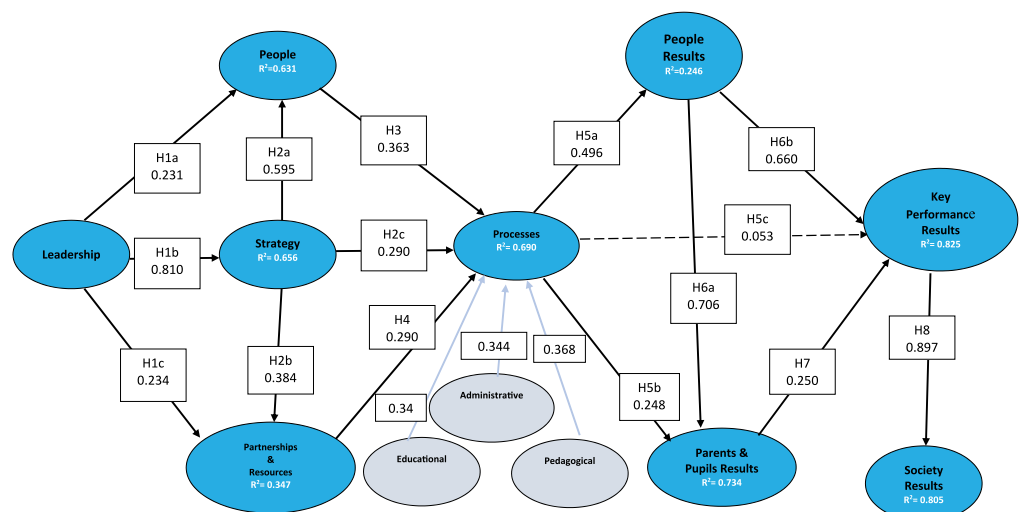 People
R²=0.631
People
Results
R²=0.246
H1a
0.231
H2a
0.595
H3
0.363
H5a
0.496
H6b
0.660
Leadership
H1b
0.810
Strategy
R²= 0.656
H2c
0.290
Processes
R²= 0.690
H5c
0.053
Key
Performance
Results
R²= 0.825
H1c
0.234
H2b
0.384
H4
0.290
0.344
0.368
H6a
0.706
H7
0.250
H8
0.897
0.34
Administrative
H5b
0.248
Partnerships
&
Resources
R²= 0.347
Educational
Pedagogical
Parents &
Pupils Results
R²= 0.734
Society
Results
R²= 0.805